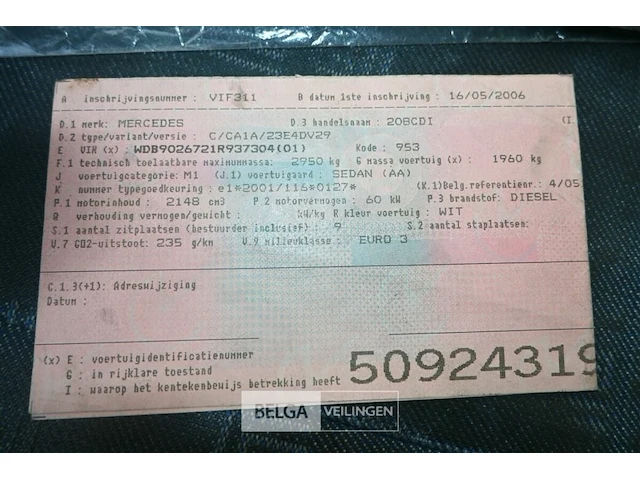 A inschrijvingsnummer : VIF311 B datum 1ste inschrijving : 16/05/2006
D.1 merk: MERCEDES D.3 handelsnaam : 208CDI (I.
D.2 type/variant/versie : C/CA1A/23E4DV29
E VIN (x) : WDB9026721R937304(01) Kode : 953
F.1 technisch toelaatbare maximummassa: 2950 kg G massa voertuig (x) : 1960 kg
J voertuigcategorie: M1 (J.1) voertuigaard : SEDAN (AA)
K nummer typegoedkeuring : e1*2001/116*0127* (K.1)Belg.referentienr.: 4/05
P.1 motorinhoud : 2148 cm3 P.2 motorvermogen : 60 kW P.3 brandstof: DIESEL
Q verhouding vermogen/gewicht : kW/kg R kleur voertuig : WIT
S.1 aantal zitplaatsen (bestuurder inclusief) : 9 S.2 aantal staplaatsen:
V.7 CO2-uitstoot: 235 g/km V.9 milieuklasse : EURO 3
C.1.3(+1): Adreswijziging
Datum :
(x) E : voertuigidentificatienummer
G : in rijklare toestand
I : waarop het kentekenbewijs betrekking heeft
50924319
BELGA VEILINGEN